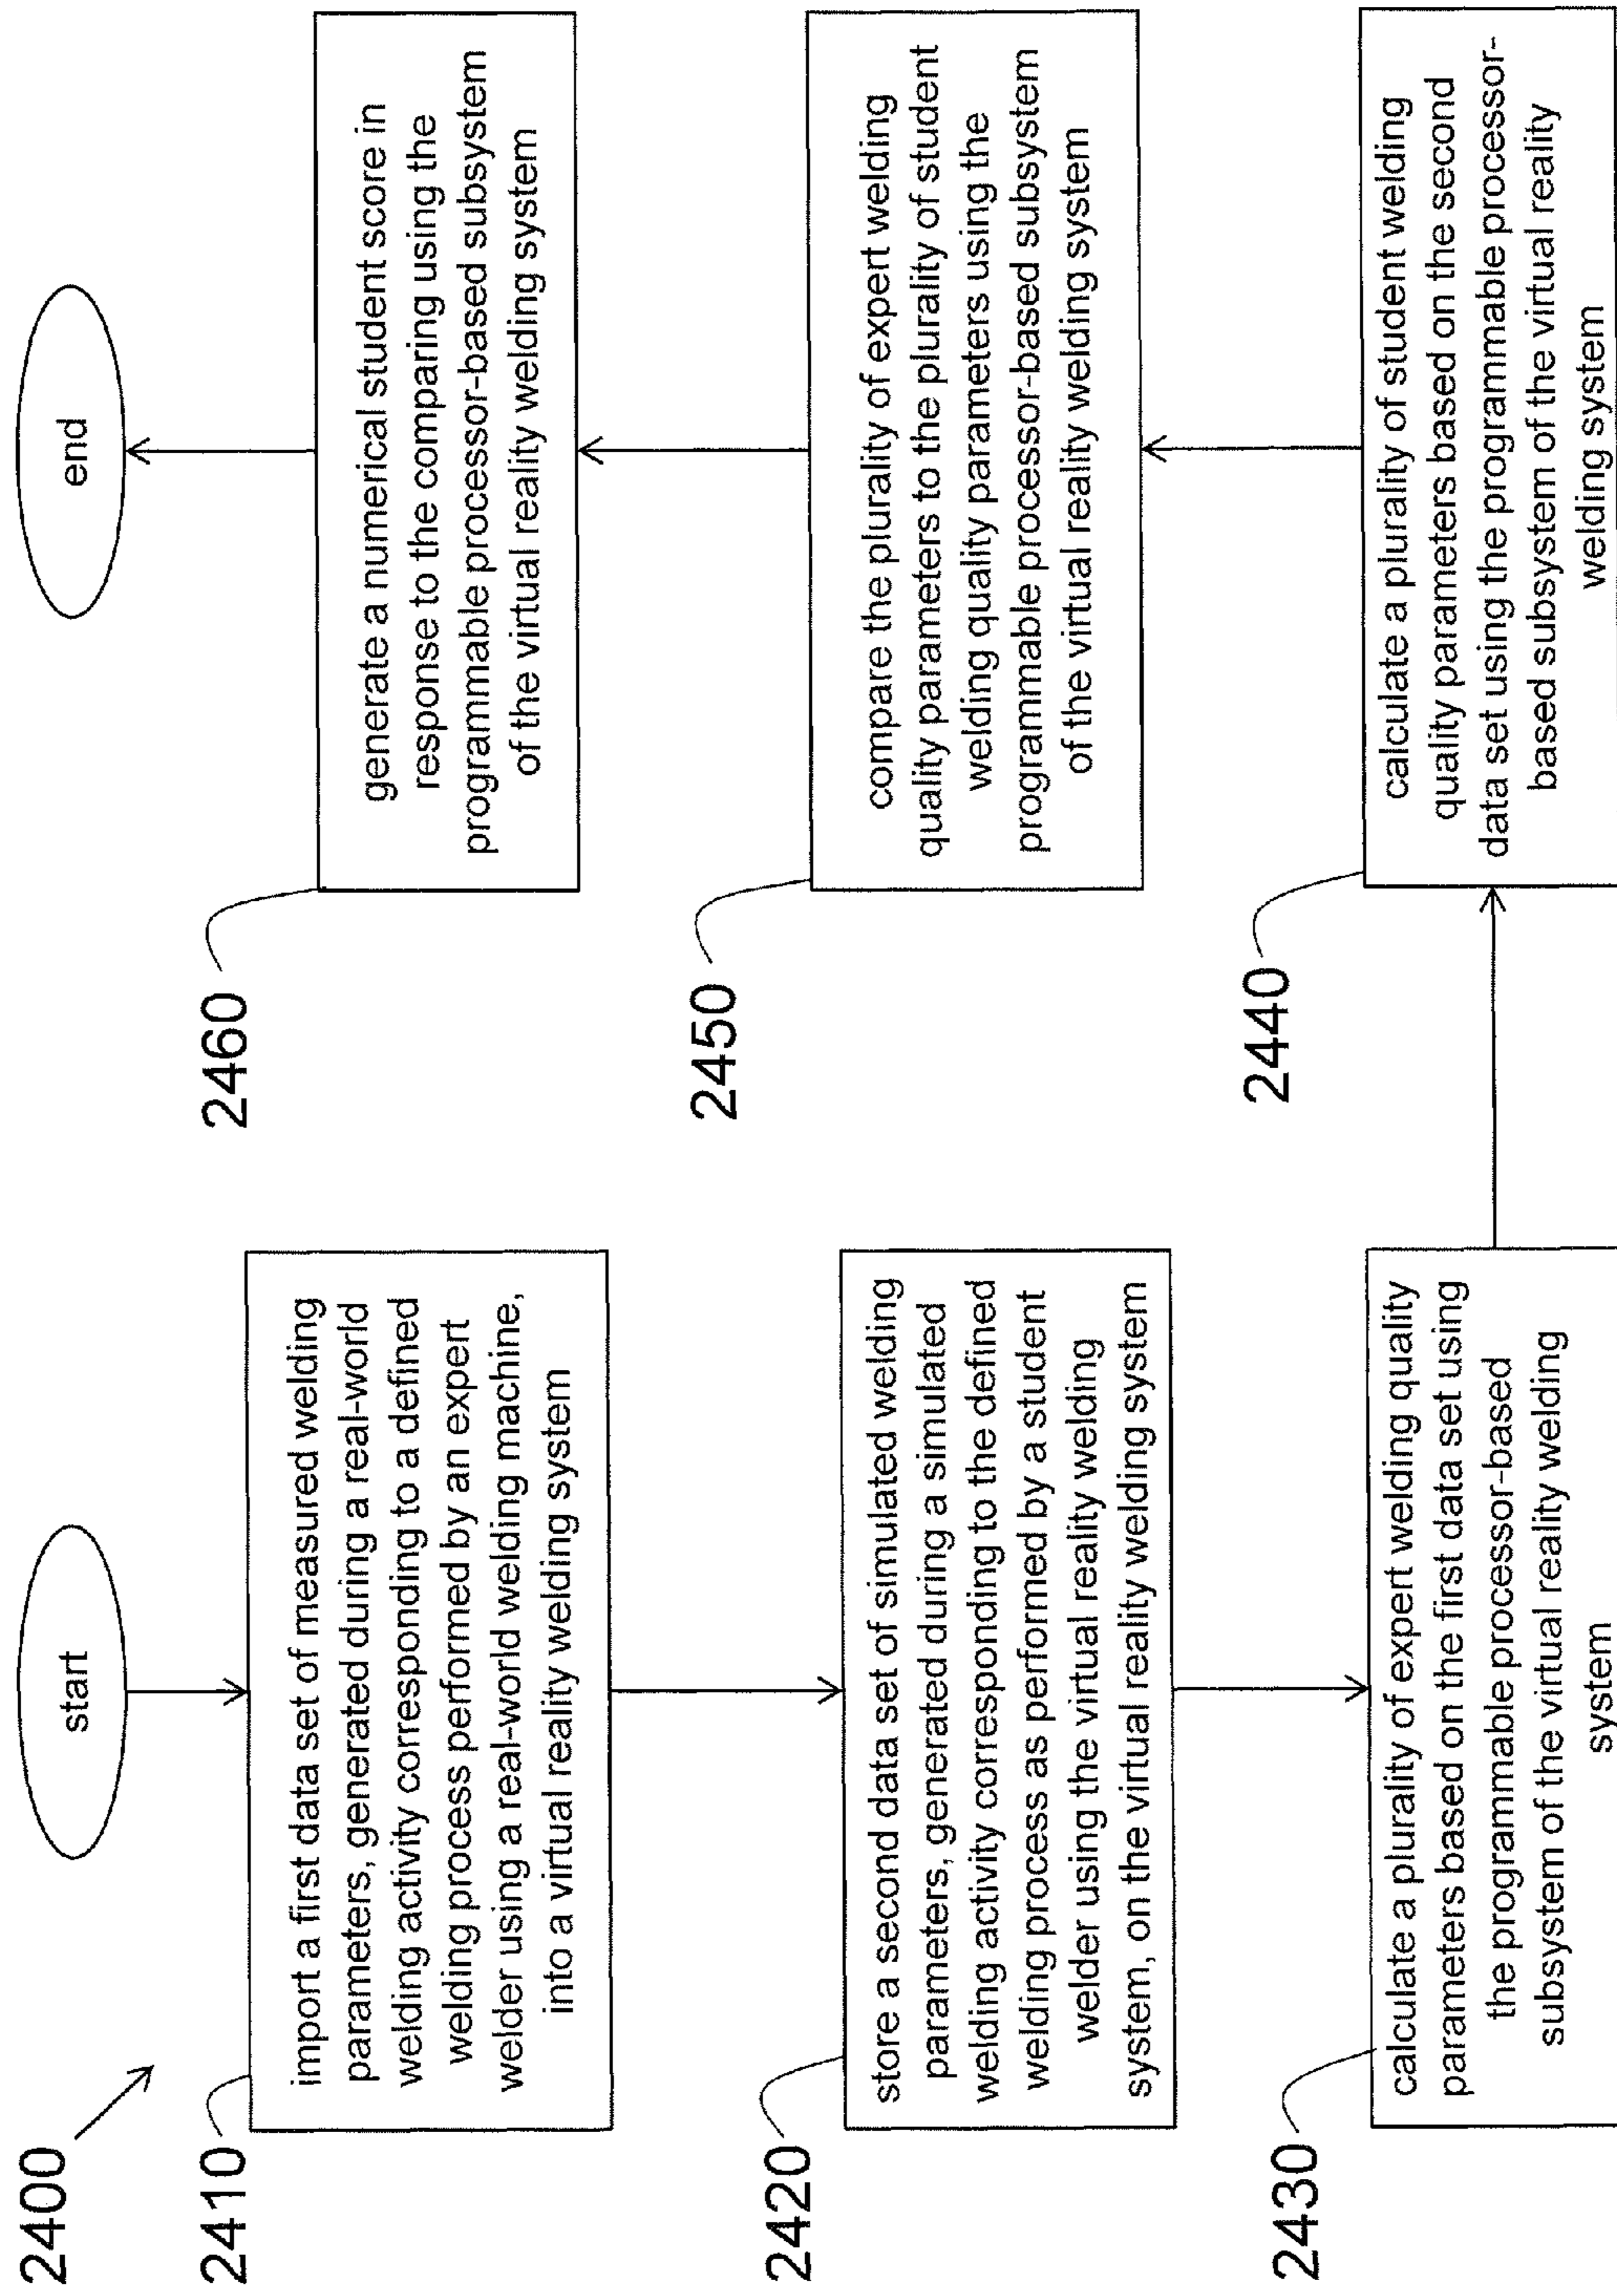 2400
start
2410
import a first data set of measured welding
parameters, generated during a real-world
welding activity corresponding to a defined
welding process performed by an expert
welder using a real-world welding machine,
into a virtual reality welding system
2420
store a second data set of simulated welding
parameters, generated during a simulated
welding activity corresponding to the defined
welding process as performed by a student
welder using the virtual reality welding
system, on the virtual reality welding system
2430
calculate a plurality of expert welding quality
parameters based on the first data set using
the programmable processor-based
subsystem of the virtual reality welding
system
2440
calculate a plurality of student welding
quality parameters based on the second
data set using the programmable processor-
based subsystem of the virtual reality
welding system
2450
compare the plurality of expert welding
quality parameters to the plurality of student
welding quality parameters using the
programmable processor-based subsystem
of the virtual reality welding system
2460
generate a numerical student score in
response to the comparing using the
programmable processor-based subsystem
of the virtual reality welding system
end